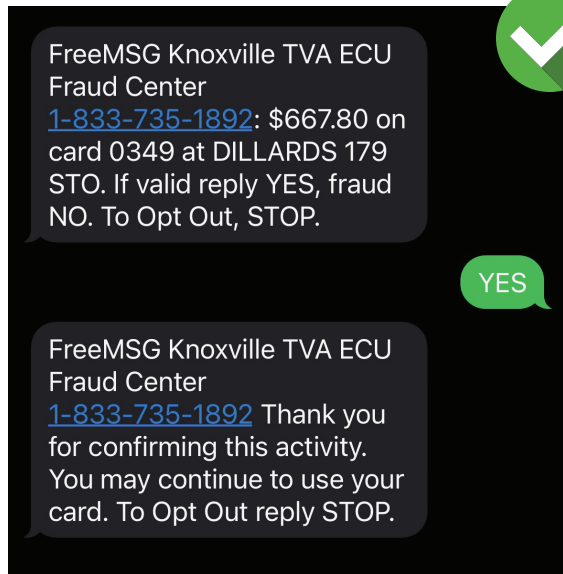 FreeMSG Knoxville TVA ECU
Fraud Center
1-833-735-1892: $667.80 on
card 0349 at DILLARDS 179
STO. If valid reply YES, fraud
NO. To Opt Out, STOP.
YES
FreeMSG Knoxville TVA ECU
Fraud Center
1-833-735-1892 Thank you
for confirming this activity.
You may continue to use your
card. To Opt Out reply STOP.